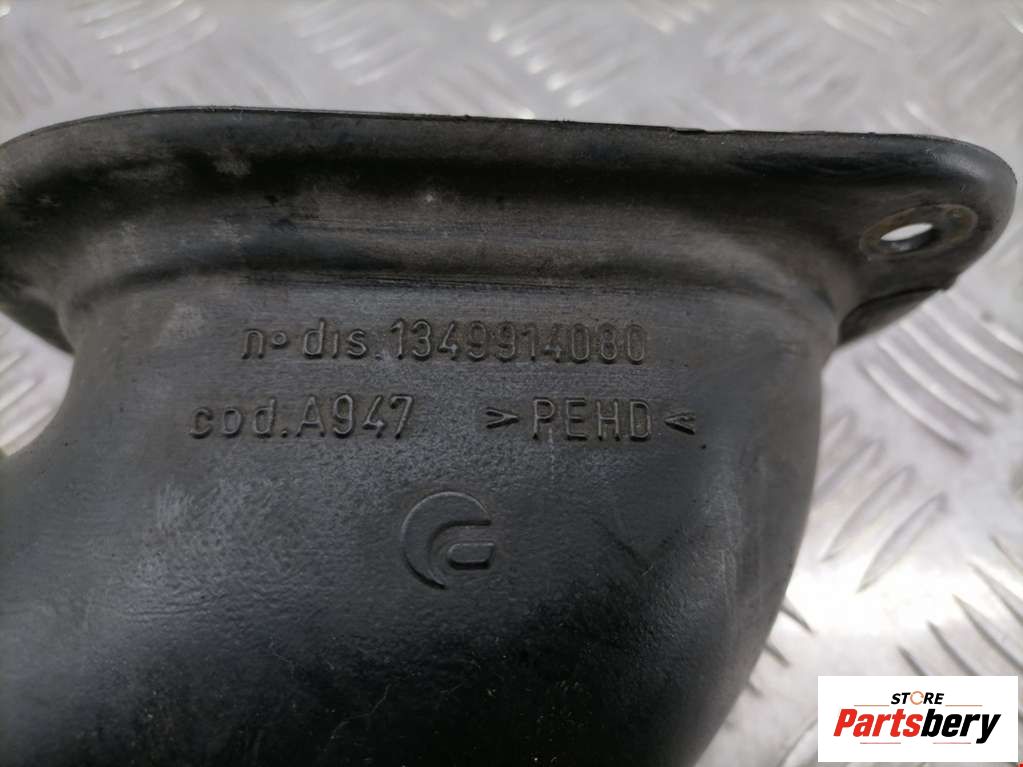 n° dis. 1349914080
cod. A947 >PEHD<
STORE
Partsbery